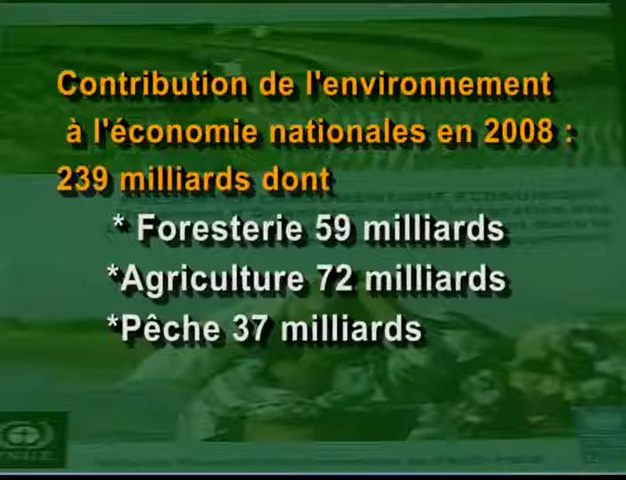 Contribution de l'environnement
à l'économie nationales en 2008 :
239 milliards dont
* Foresterie 59 milliards
*Agriculture 72 milliards
*Pêche 37 milliards